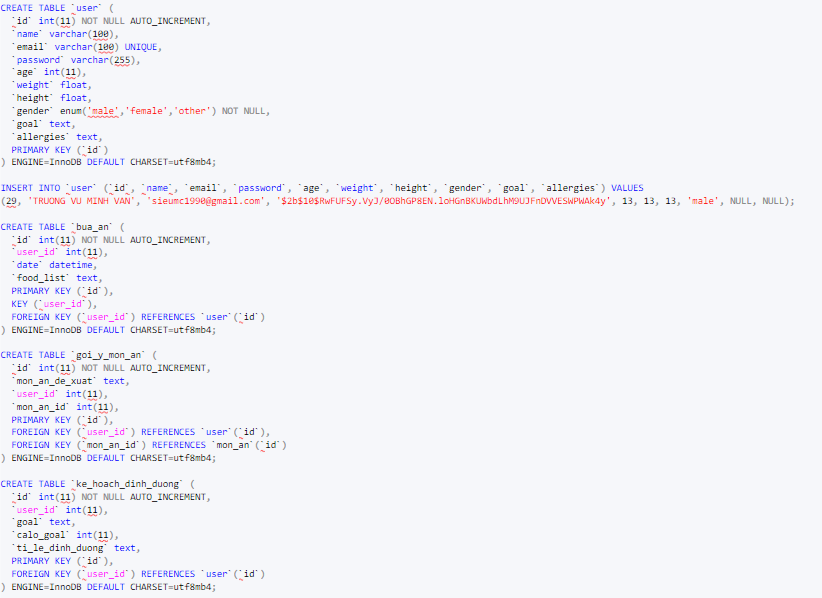 CREATE TABLE `user` (
`id` int(11) NOT NULL AUTO_INCREMENT,
`name` varchar(100),
`email` varchar(100) UNIQUE,
`password` varchar(255),
`age` int(11),
`weight` float,
`height` float,
`gender` enum('male','female','other') NOT NULL,
`goal` text,
`allergies` text,
PRIMARY KEY (`id`)
) ENGINE=InnoDB DEFAULT CHARSET=utf8mb4;
INSERT INTO `user` (`id`, `name`, `email`, `password`, `age`, `weight`, `height`, `gender`, `goal`, `allergies`) VALUES
(29, 'TRUONG VU MINH VAN', 'sieumc1990@gmail.com', '$2b$10$RwFUFSy.VyJ/0OBhGP8EN.loHGnBKUWbdLhM9UJFnDVVESWPWAk4y', 13, 13, 13, 'male', NULL, NULL);
CREATE TABLE `bua_an` (
`id` int(11) NOT NULL AUTO_INCREMENT,
`user_id` int(11),
`date` datetime,
`food_list` text,
PRIMARY KEY (`id`),
KEY (`user_id`),
FOREIGN KEY (`user_id`) REFERENCES `user`(`id`)
) ENGINE=InnoDB DEFAULT CHARSET=utf8mb4;
CREATE TABLE `goi_y_mon_an` (
`id` int(11) NOT NULL AUTO_INCREMENT,
`mon_an_de_xuat` text,
`user_id` int(11),
`mon_an_id` int(11),
PRIMARY KEY (`id`),
FOREIGN KEY (`user_id`) REFERENCES `user`(`id`),
FOREIGN KEY (`mon_an_id`) REFERENCES `mon_an`(`id`)
) ENGINE=InnoDB DEFAULT CHARSET=utf8mb4;
CREATE TABLE `ke_hoach_dinh_duong` (
`id` int(11) NOT NULL AUTO_INCREMENT,
`user_id` int(11),
`goal` text,
`calo_goal` int(11),
`ti_le_dinh_duong` text,
PRIMARY KEY (`id`),
FOREIGN KEY (`user_id`) REFERENCES `user`(`id`)
) ENGINE=InnoDB DEFAULT CHARSET=utf8mb4;